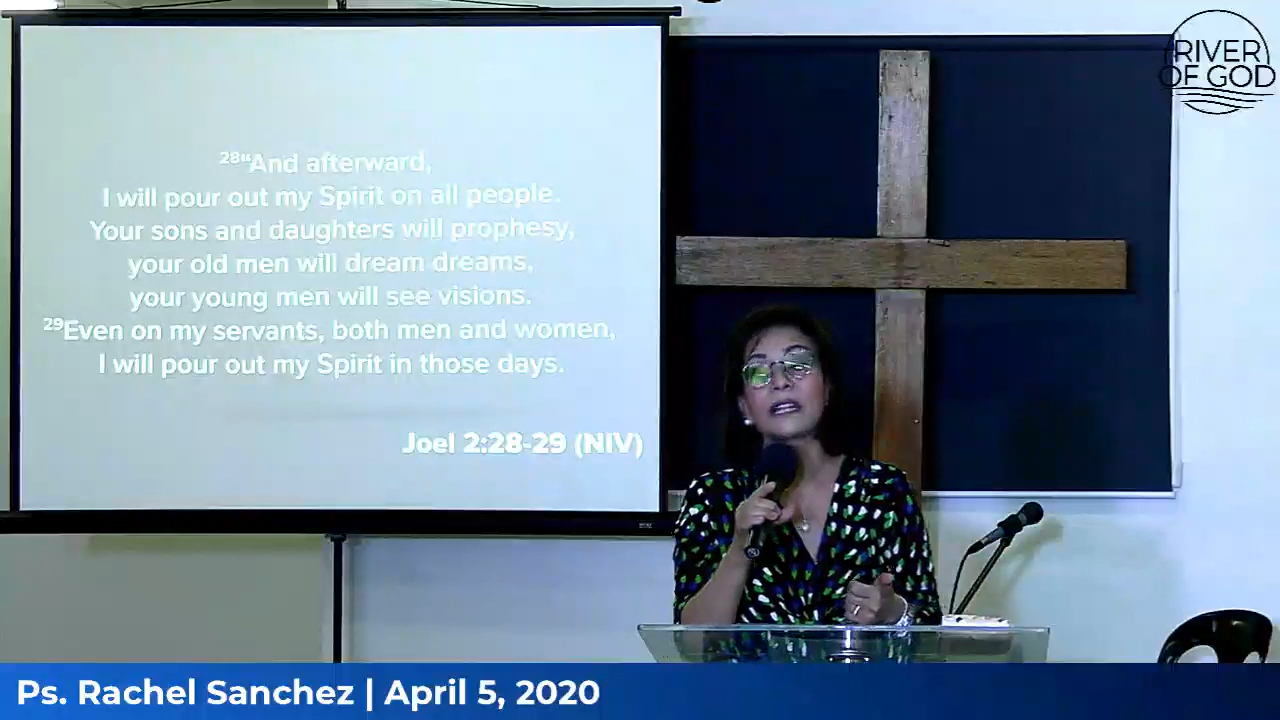 RIVER
OF GOD
28“And afterward,
I will pour out my Spirit on all people.
Your sons and daughters will prophesy,
your old men will dream dreams,
your young men will see visions.
29Even on my servants, both men and women,
I will pour out my Spirit in those days.
Joel 2:28-29 (NIV)
Ps. Rachel Sanchez | April 5, 2020